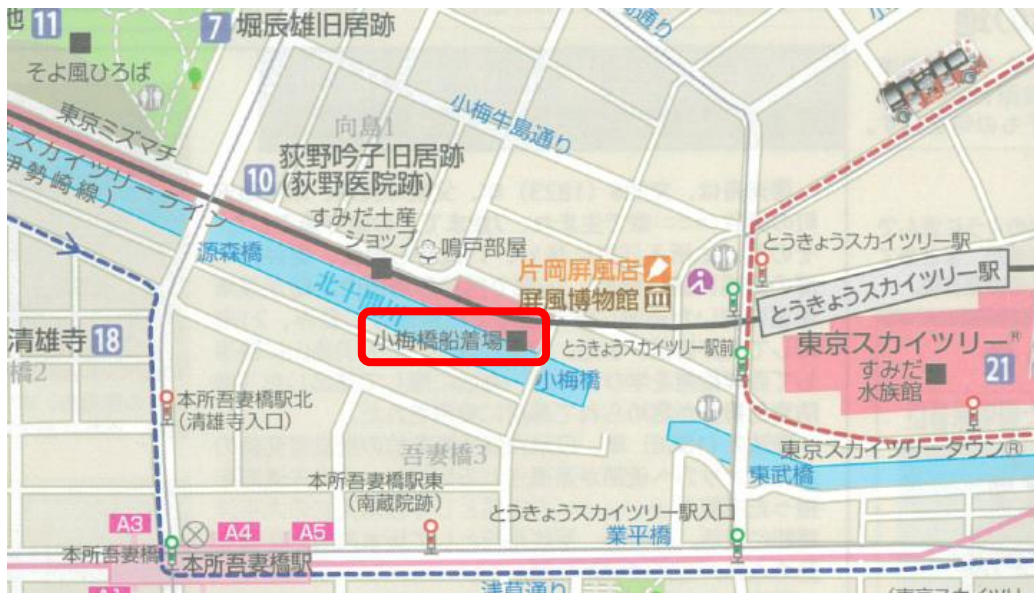 池
11
7 堀辰雄旧居跡
そよ風ひろば
東京ミズマチ
スカイツリーライン
伊勢崎線)
小梅牛島通り
向島1
荻野吟子旧居跡
10
(荻野医院跡)
すみだ土産
ショップ
鳴戸部屋
源森橋
北十間川
片岡屏風店
屏風博物館
とうきょうスカイツリー駅
とうきょうスカイツリー駅
小梅橋船着場
とうきょうスカイツリー駅前
東京スカイツリー®
すみだ
水族館
21
清雄寺 18
橋2
小梅橋
本所吾妻橋駅北
(清雄寺入口)
吾妻橋3
東京スカイツリータウン®
東武橋
本所吾妻橋駅東
(南蔵院跡)
とうきょうスカイツリー駅入口
業平橋
A3
A4
A5
本所吾妻橋
本所吾妻橋駅
浅草通り